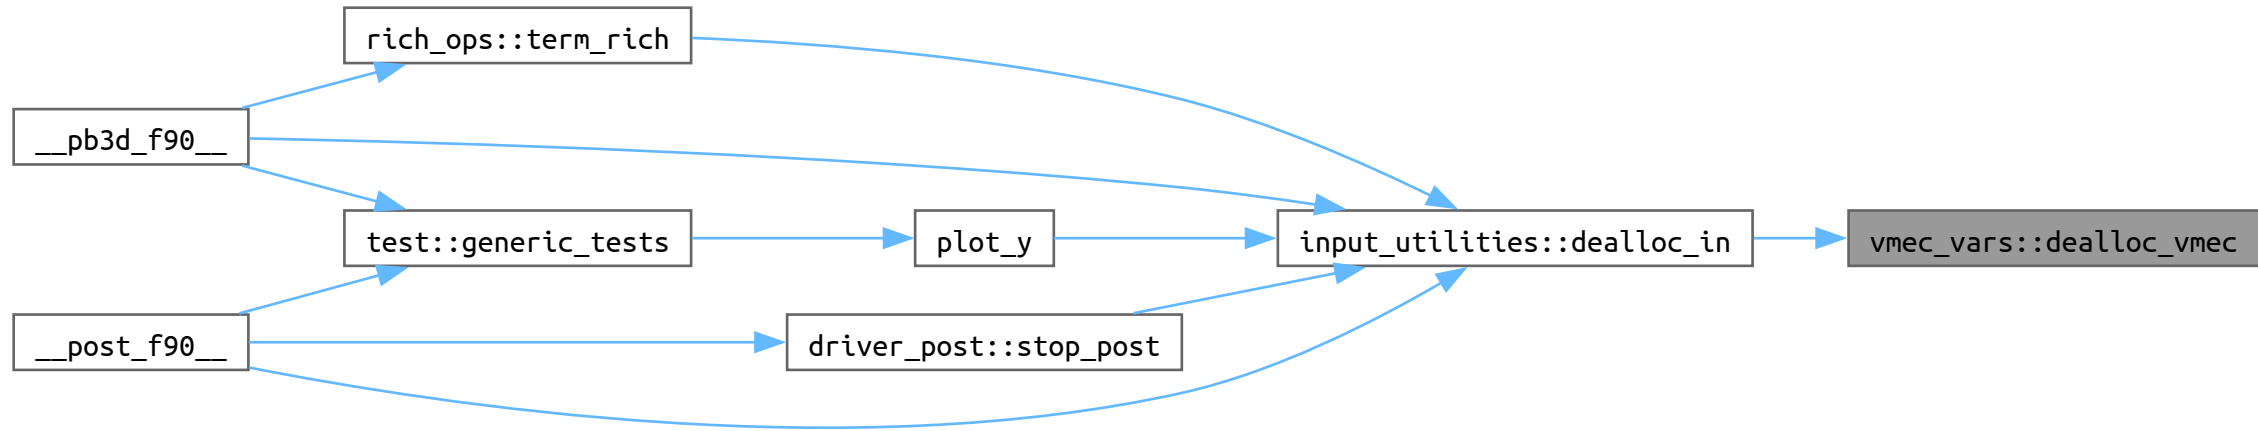 rich_ops::term_rich
__pb3d_f90__
test::generic_tests
plot_y
input_utilities::dealloc_in
vmec_vars::dealloc_vmec
__post_f90__
driver_post::stop_post